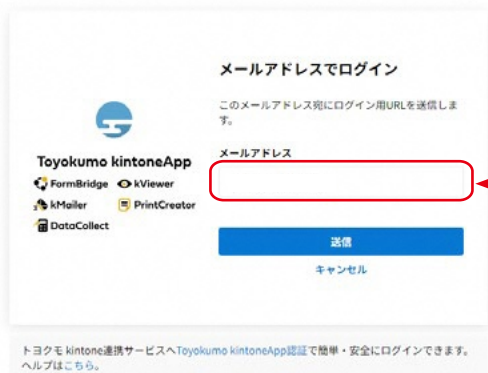 メールアドレスでログイン
このメールアドレス宛にログイン用URLを送信しま
す。
メールアドレス
Toyokumo kintoneApp
FormBridge kViewer
kMailer PrintCreator
DataCollect
送信
キャンセル
トヨクモ kintone連携サービスへToyokumo kintoneApp認証で簡単・安全にログインできます。
ヘルプはこちら。